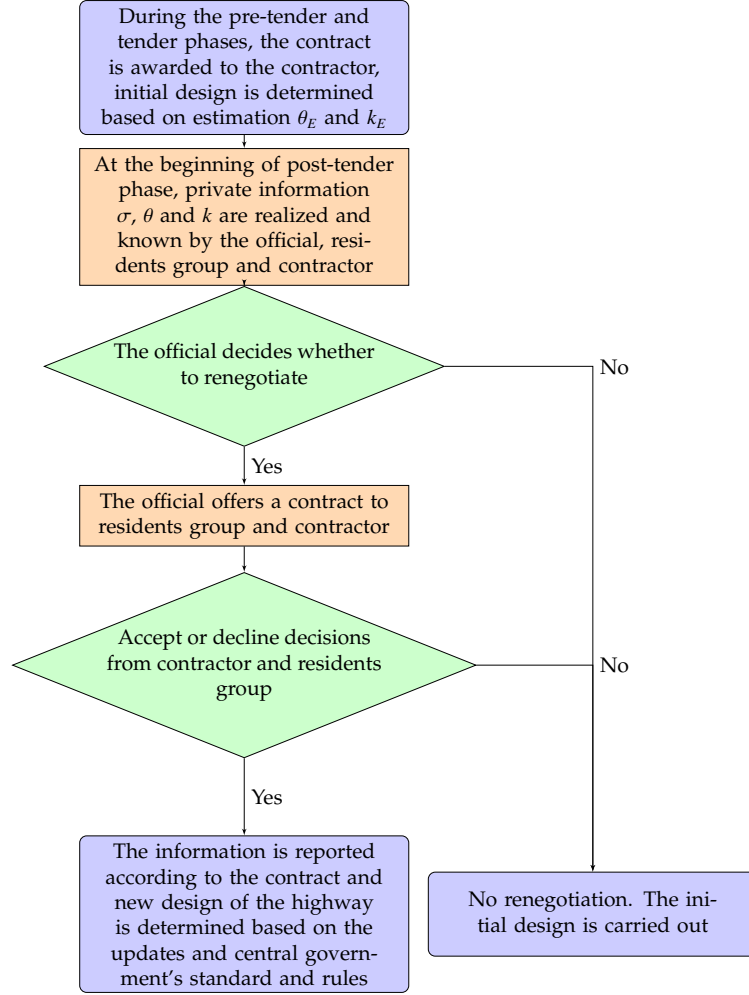 During the pre-tender and
tender phases, the contract
is awarded to the contractor,
initial design is determined
based on estimation θ_E and k_E
At the beginning of post-tender
phase, private information
σ, θ and k are realized and
known by the official, resi-
dents group and contractor
The official decides whether
to renegotiate
No
Yes
The official offers a contract to
residents group and contractor
Accept or decline decisions
from contractor and residents
group
No
Yes
The information is reported
according to the contract and
new design of the highway
is determined based on the
updates and central govern-
ment's standard and rules
No renegotiation. The ini-
tial design is carried out